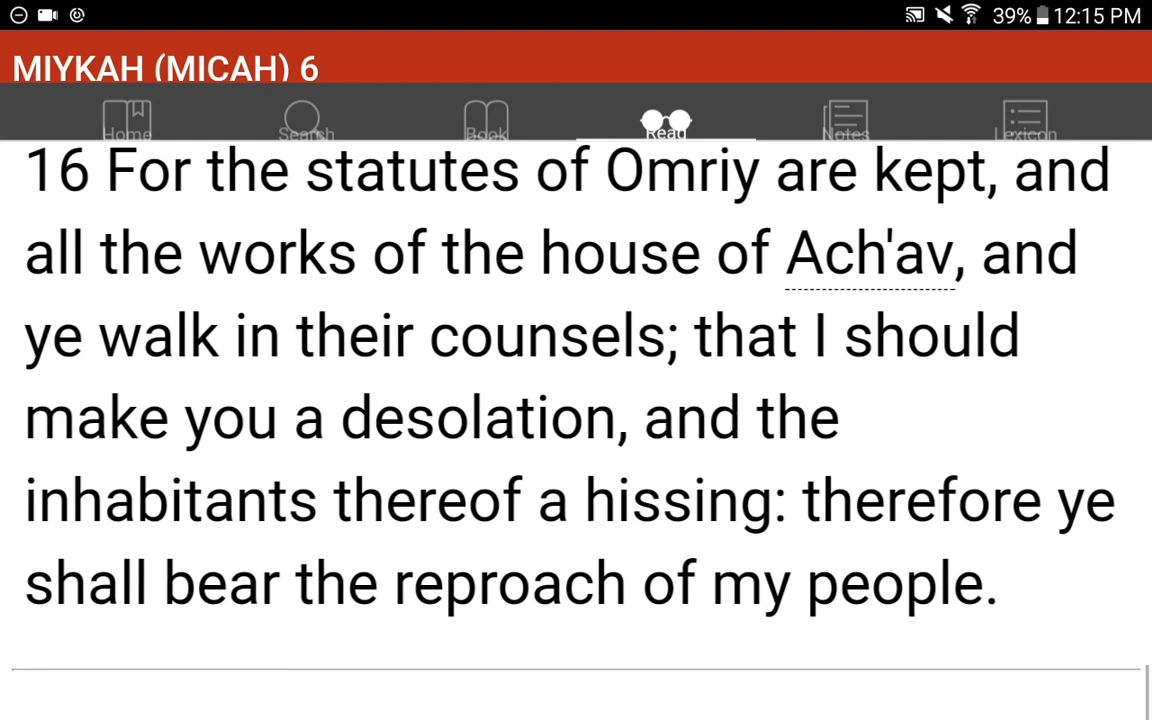 39% 12:15 PM
MIYKAH (MICAH) 6
Home Search Book Read Notes Lexicon
16 For the statutes of Omriy are kept, and
all the works of the house of Ach'av, and
ye walk in their counsels; that I should
make you a desolation, and the
inhabitants thereof a hissing: therefore ye
shall bear the reproach of my people.